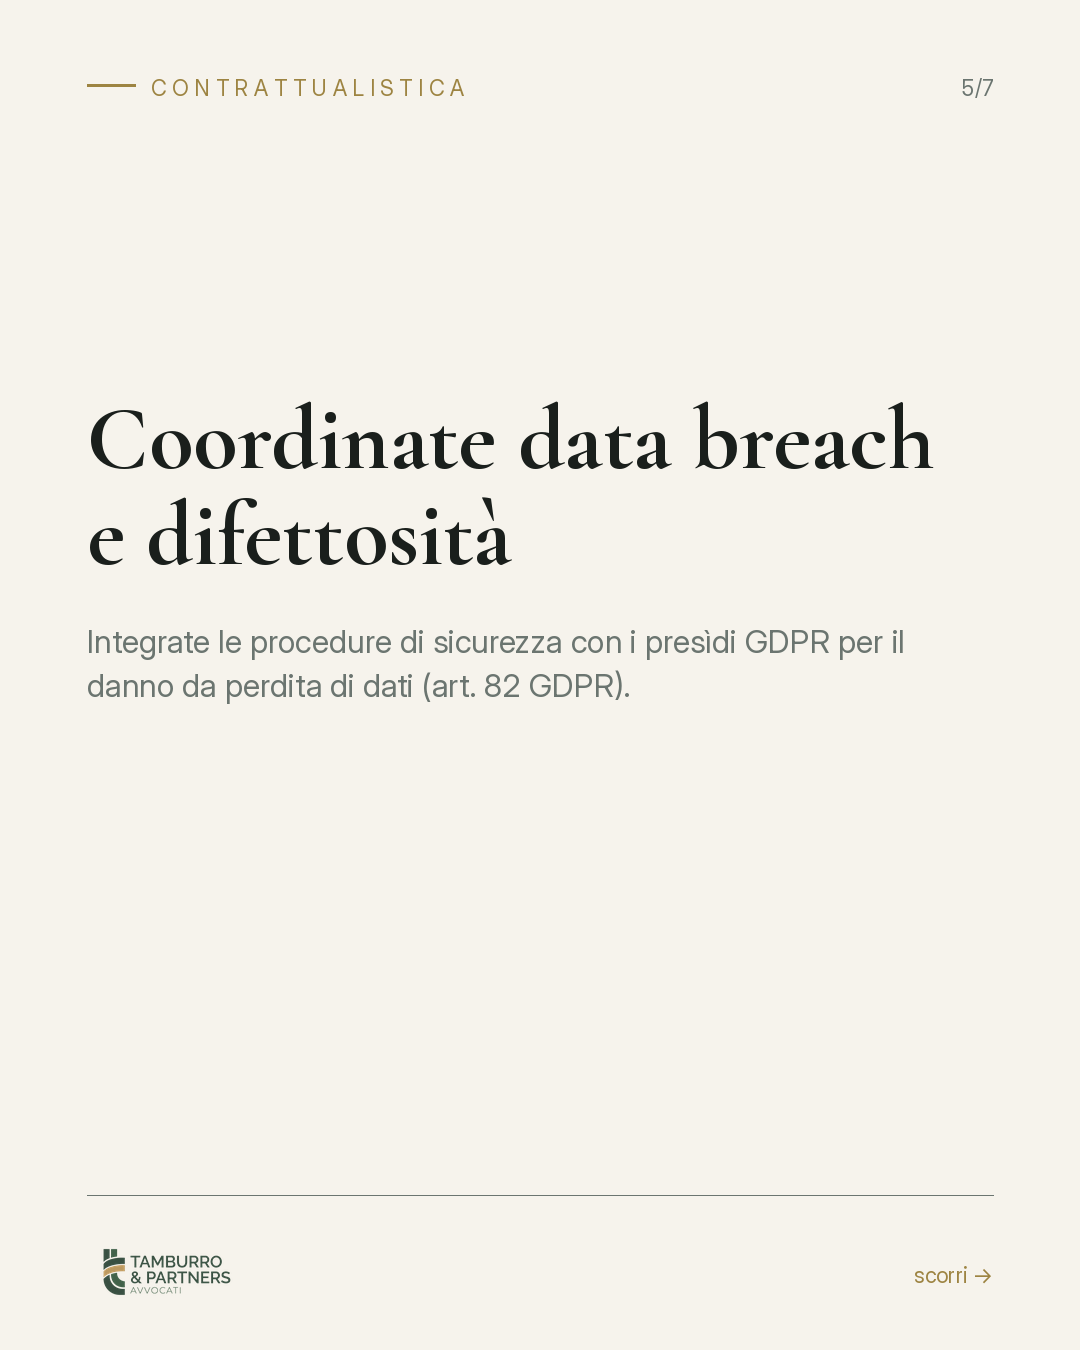 CONTRATTUALISTICA
5/7
Coordinate data breach
e difettosità
Integrate le procedure di sicurezza con i presìdi GDPR per il
danno da perdita di dati (art. 82 GDPR).
TAMBURRO
& PARTNERS
AVVOCATI
scorri →